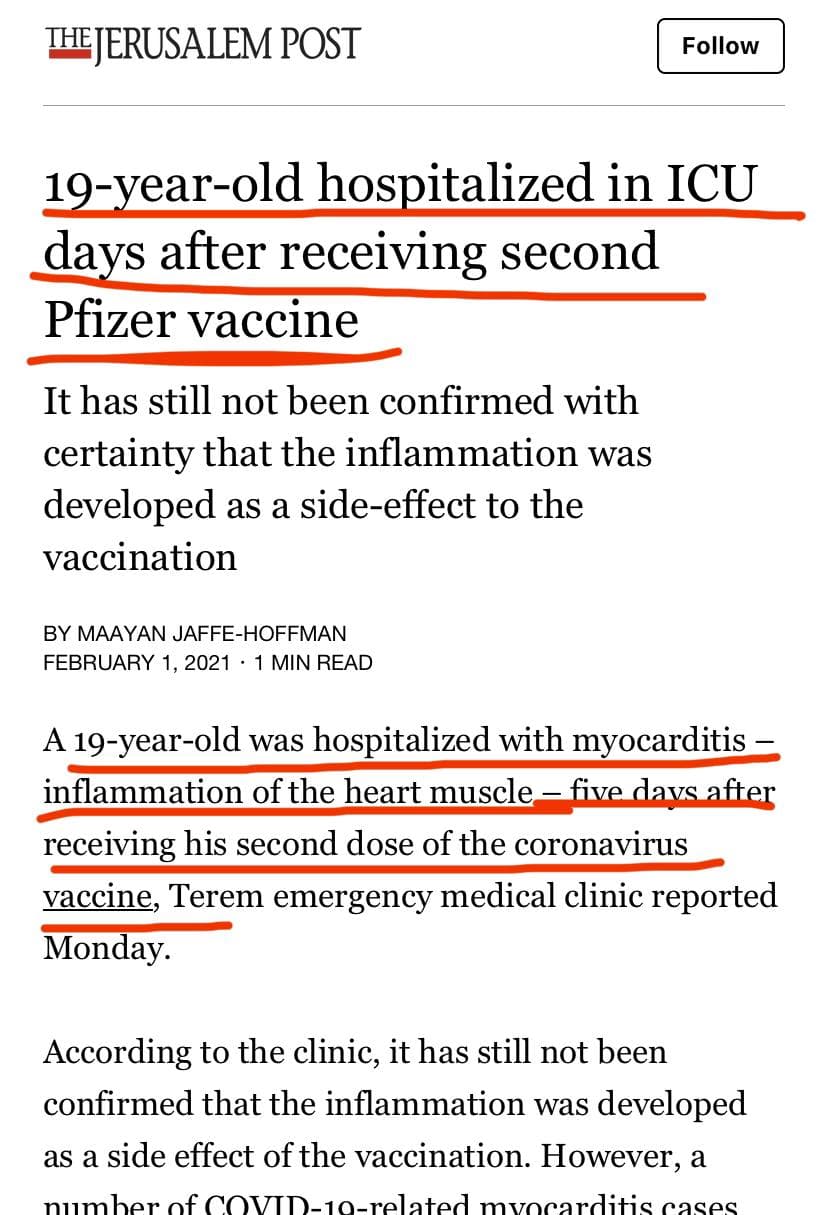 THE JERUSALEM POST
Follow
19-year-old hospitalized in ICU
days after receiving second
Pfizer vaccine
It has still not been confirmed with
certainty that the inflammation was
developed as a side-effect to the
vaccination
BY MAAYAN JAFFE-HOFFMAN
FEBRUARY 1, 2021 · 1 MIN READ
A 19-year-old was hospitalized with myocarditis –
inflammation of the heart muscle – five days after
receiving his second dose of the coronavirus
vaccine, Terem emergency medical clinic reported
Monday.
According to the clinic, it has still not been
confirmed that the inflammation was developed
as a side effect of the vaccination. However, a
number of COVID-19-related myocarditis cases